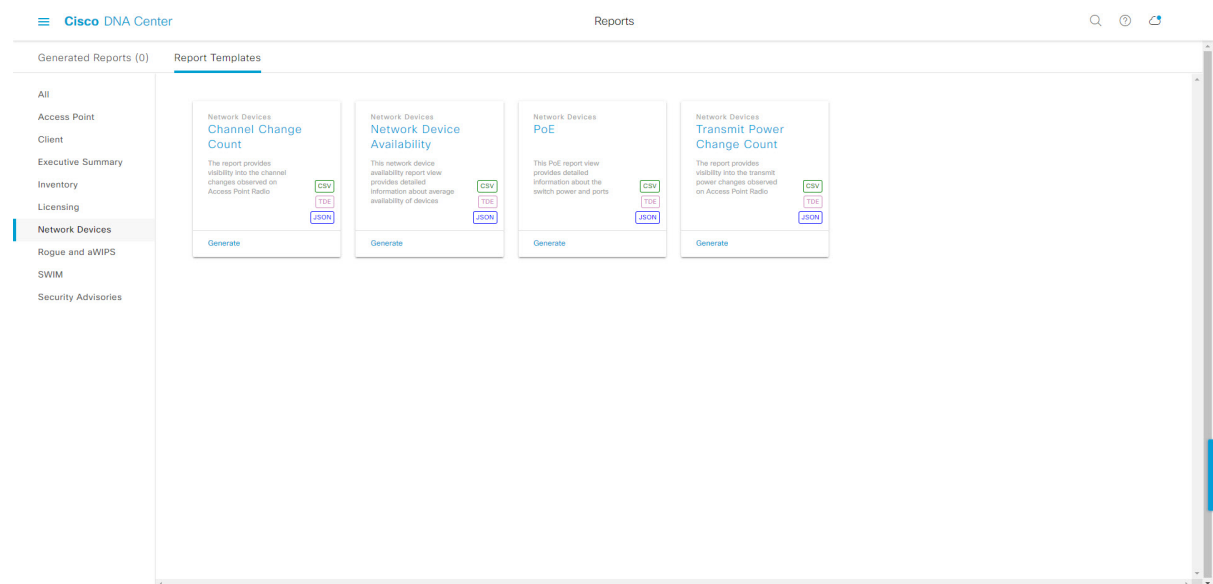 Cisco DNA Center
Reports
Generated Reports (0)
Report Templates
All
Access Point
Client
Executive Summary
Inventory
Licensing
Network Devices
Rogue and aWIPS
SWIM
Security Advisories
Network Devices
Channel Change
Count
The report provides
visibility into the channel
changes observed on
Access Point Radio
CSV
TDE
JSON
Generate
Network Devices
Network Device
Availability
This network device
availability report view
provides detailed
information about average
availability of devices
CSV
TDE
JSON
Generate
Network Devices
PoE
This PoE report view
provides detailed
information about the
switch power and ports
CSV
TDE
JSON
Generate
Network Devices
Transmit Power
Change Count
The report provides
visibility into the transmit
power changes observed
on Access Point Radio
CSV
TDE
JSON
Generate